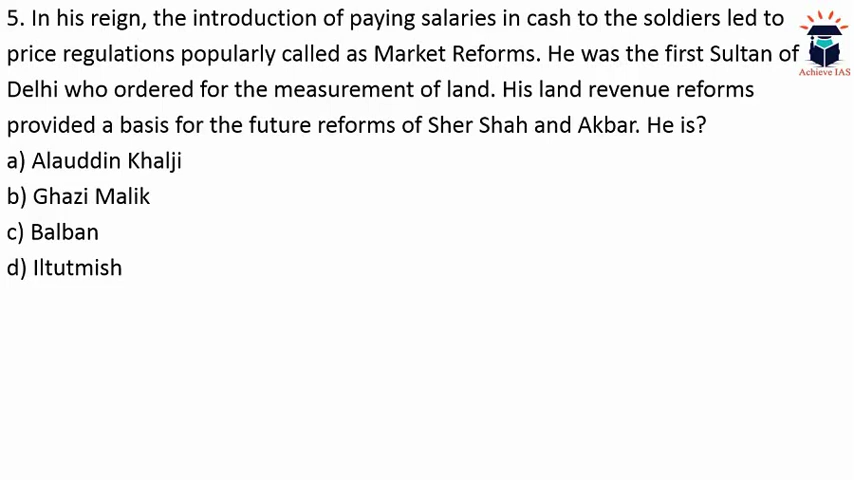 5. In his reign, the introduction of paying salaries in cash to the soldiers led to
price regulations popularly called as Market Reforms. He was the first Sultan of
Delhi who ordered for the measurement of land. His land revenue reforms
provided a basis for the future reforms of Sher Shah and Akbar. He is?
a) Alauddin Khalji
b) Ghazi Malik
c) Balban
d) Iltutmish
Achieve IAS